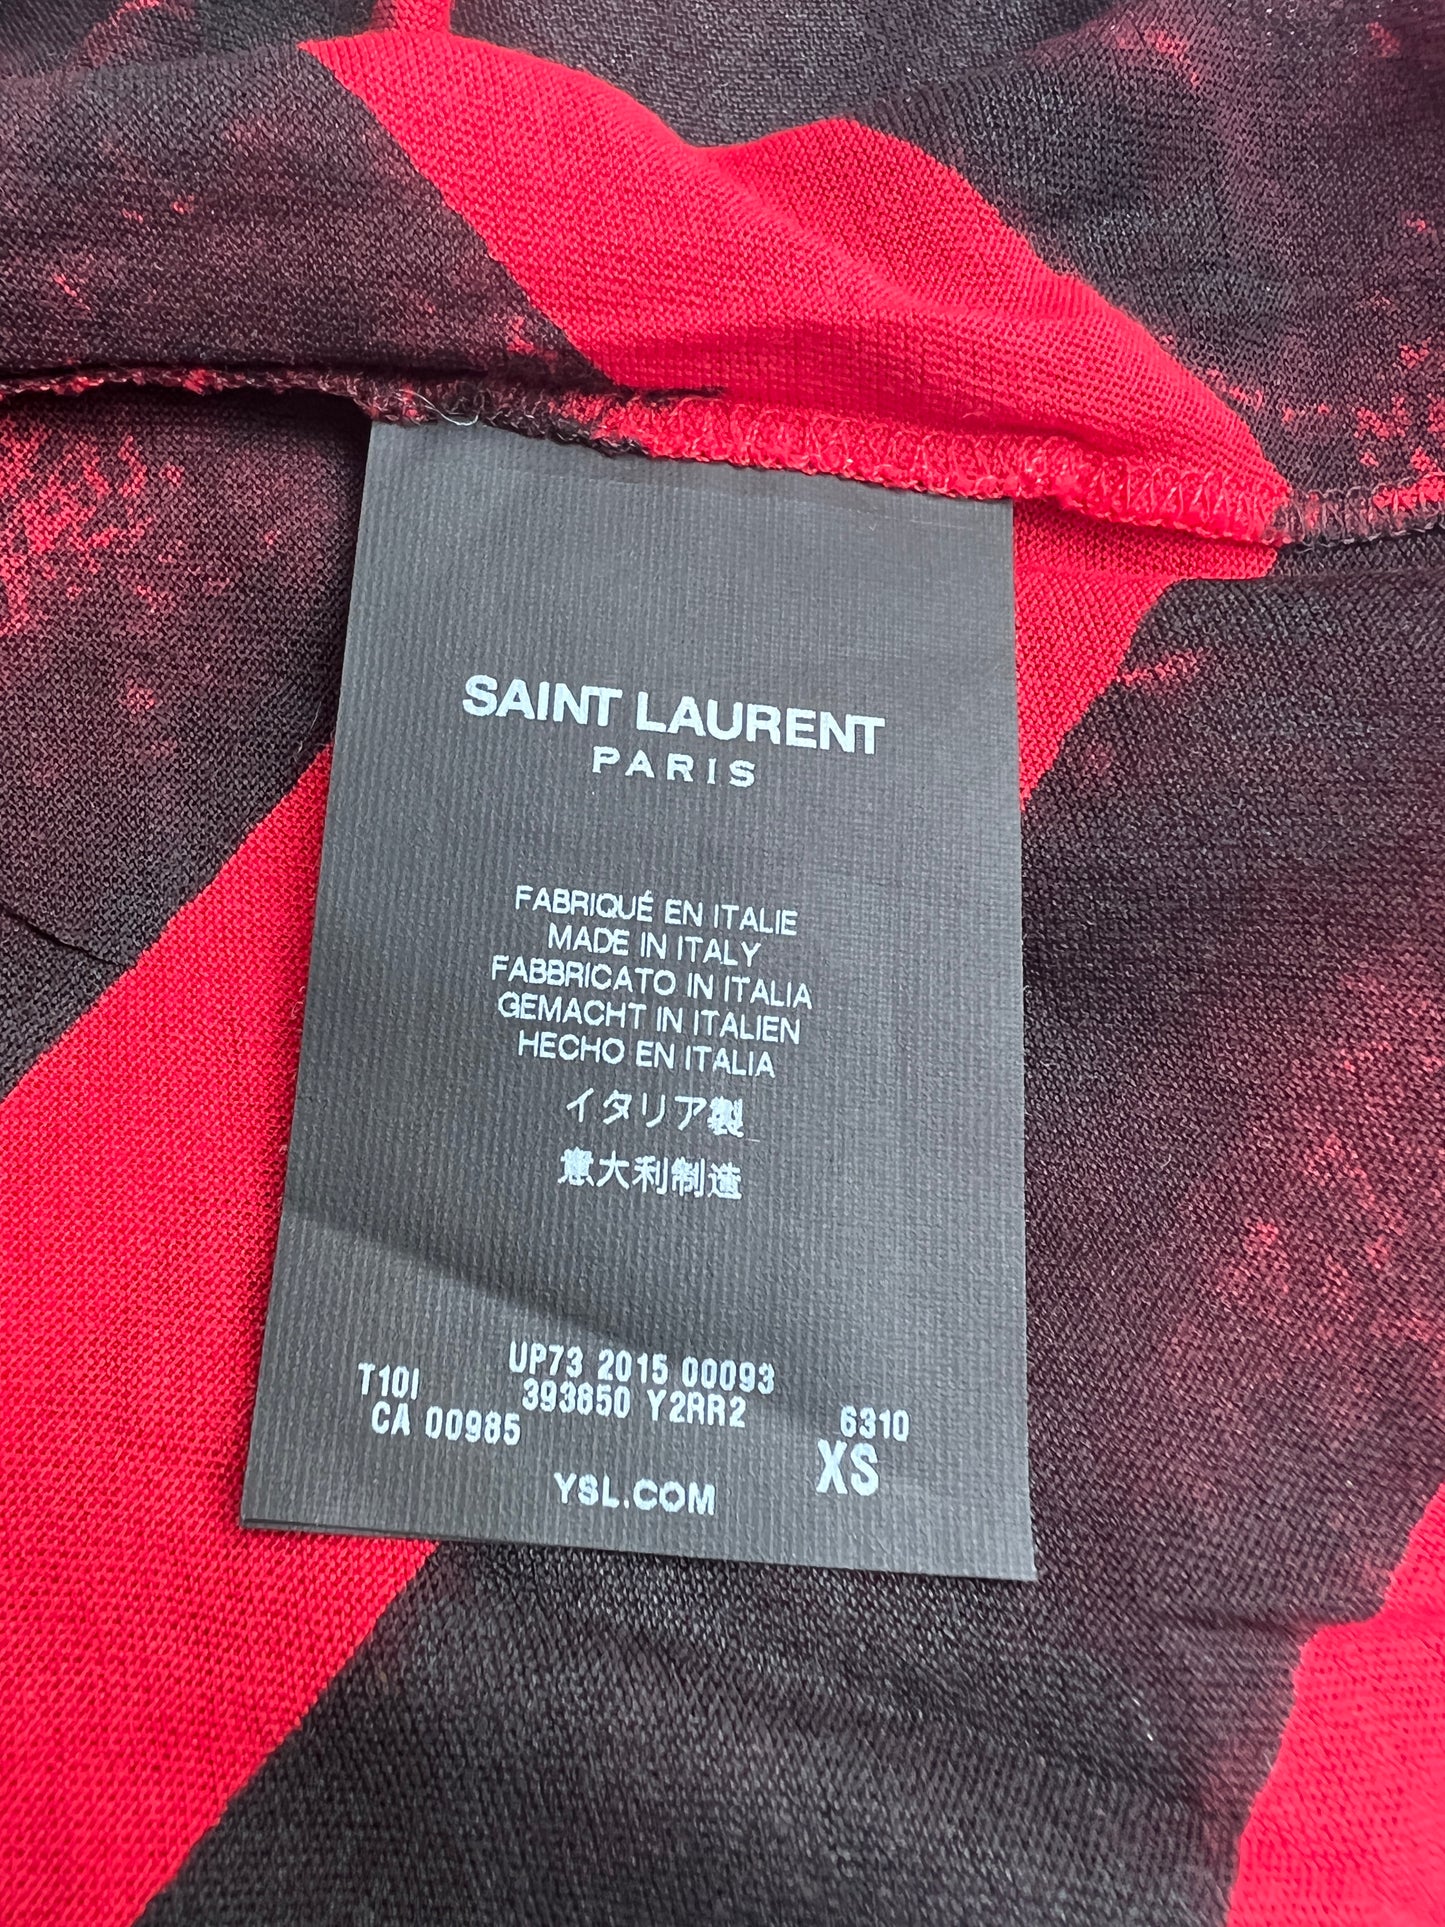 SAINT LAURENT
PARIS
FABRIQUÉ EN ITALIE
MADE IN ITALY
FABBRICATO IN ITALIA
GEMACHT IN ITALIEN
HECHO EN ITALIA
イタリア製
意大利制造
UP73 2015 00093
T10I 393650 Y2RR2 6310
CA 00985 XS
YSL.COM